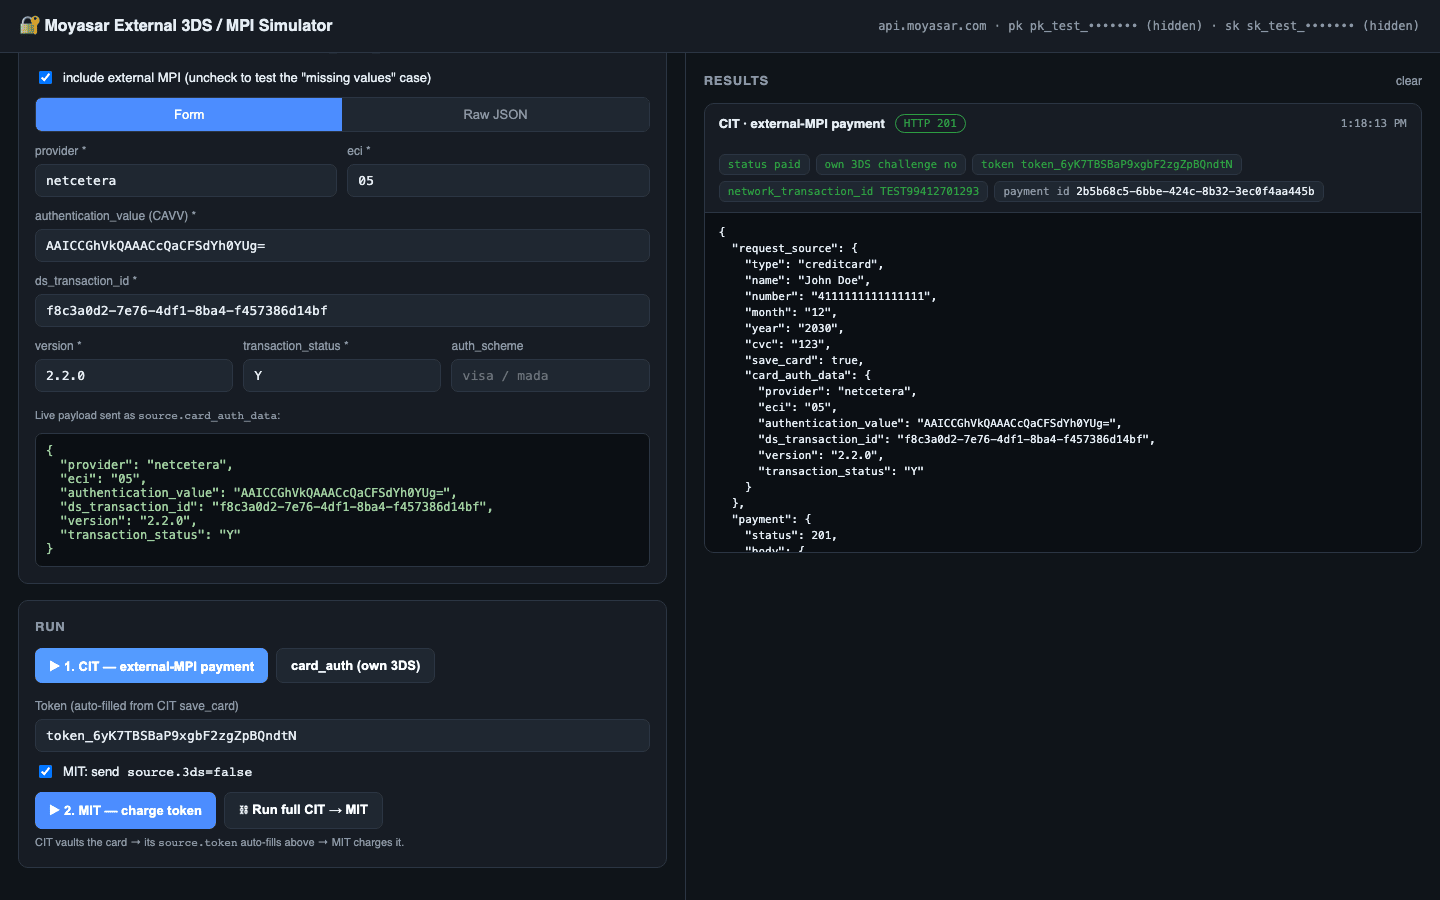 🔐 Moyasar External 3DS / MPI Simulator
api.moyasar.com · pk pk_test_••••••• (hidden) · sk sk_test_••••••• (hidden)
include external MPI (uncheck to test the "missing values" case)
Form
Raw JSON
provider *
eci *
netcetera
05
authentication_value (CAVV) *
AAICCGhVkQAAACcQaCFSdYh0YUg=
ds_transaction_id *
f8c3a0d2-7e76-4df1-8ba4-f457386d14bf
version *
transaction_status *
auth_scheme
2.2.0
Y
visa / mada
Live payload sent as source.card_auth_data:
{
"provider": "netcetera",
"eci": "05",
"authentication_value": "AAICCGhVkQAAACcQaCFSdYh0YUg=",
"ds_transaction_id": "f8c3a0d2-7e76-4df1-8ba4-f457386d14bf",
"version": "2.2.0",
"transaction_status": "Y"
}
RUN
▶ 1. CIT — external-MPI payment
card_auth (own 3DS)
Token (auto-filled from CIT save_card)
token_6yK7TBSBaP9xgbF2zgZpBQndtN
MIT: send source.3ds=false
▶ 2. MIT — charge token
⛓ Run full CIT → MIT
CIT vaults the card → its source.token auto-fills above → MIT charges it.
RESULTS
clear
CIT · external-MPI payment
HTTP 201
1:18:13 PM
status paid
own 3DS challenge no
token token_6yK7TBSBaP9xgbF2zgZpBQndtN
network_transaction_id TEST99412701293
payment id 2b5b68c5-6bbe-424c-8b32-3ec0f4aa445b
{
"request_source": {
"type": "creditcard",
"name": "John Doe",
"number": "4111111111111111",
"month": "12",
"year": "2030",
"cvc": "123",
"save_card": true,
"card_auth_data": {
"provider": "netcetera",
"eci": "05",
"authentication_value": "AAICCGhVkQAAACcQaCFSdYh0YUg=",
"ds_transaction_id": "f8c3a0d2-7e76-4df1-8ba4-f457386d14bf",
"version": "2.2.0",
"transaction_status": "Y"
}
},
"payment": {
"status": 201,
"body": {